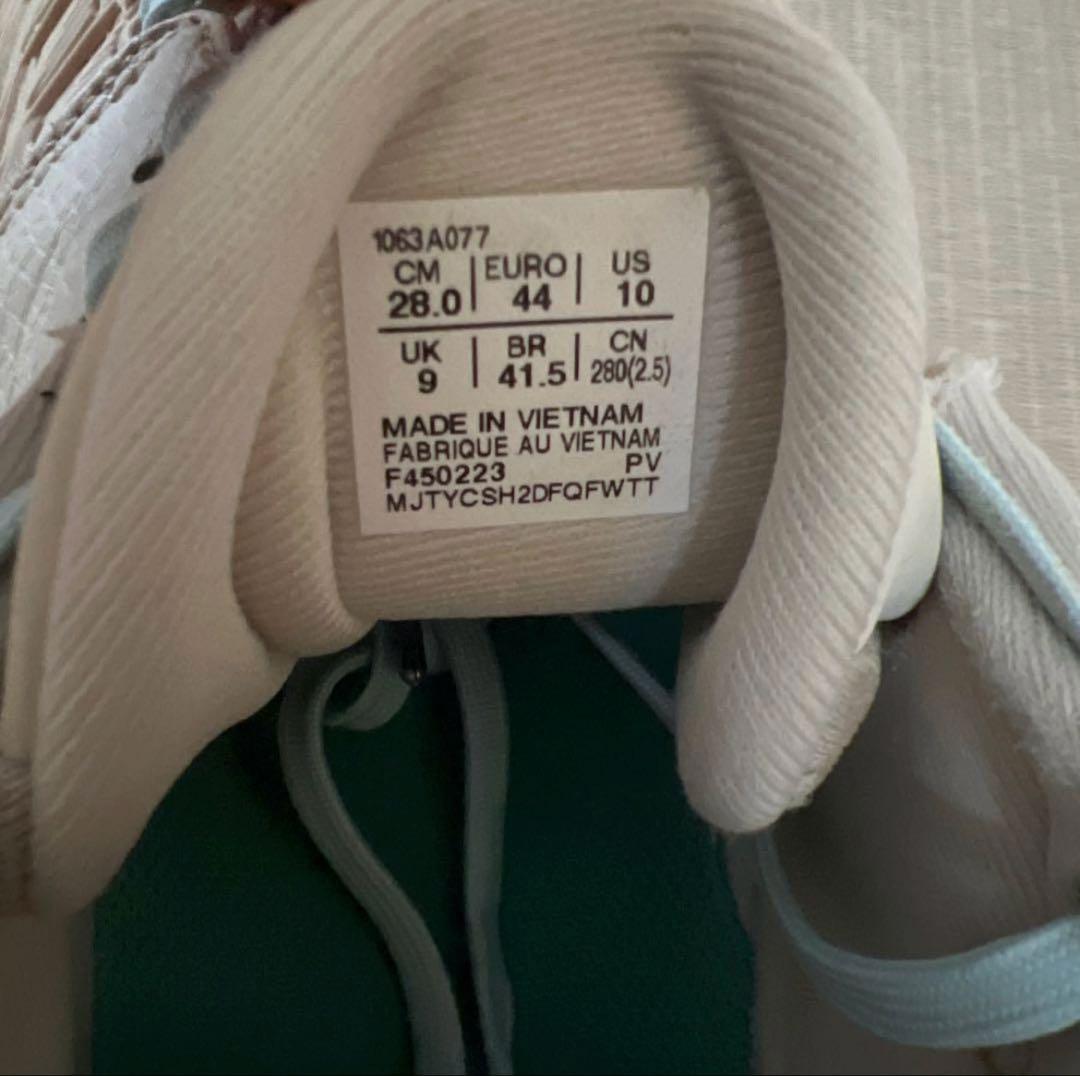 1063A077
CM EURO US
28.0 44 10
UK BR CN
9 41.5 280(2.5)
MADE IN VIETNAM
FABRIQUE AU VIETNAM
F450223 PV
MJTYCSH2DFQFWTT